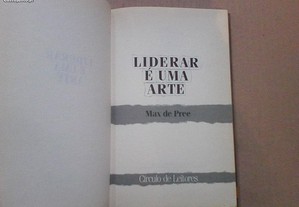 LIDERAR
É UMA
ARTE
Max de Pree
Círculo de Leitores